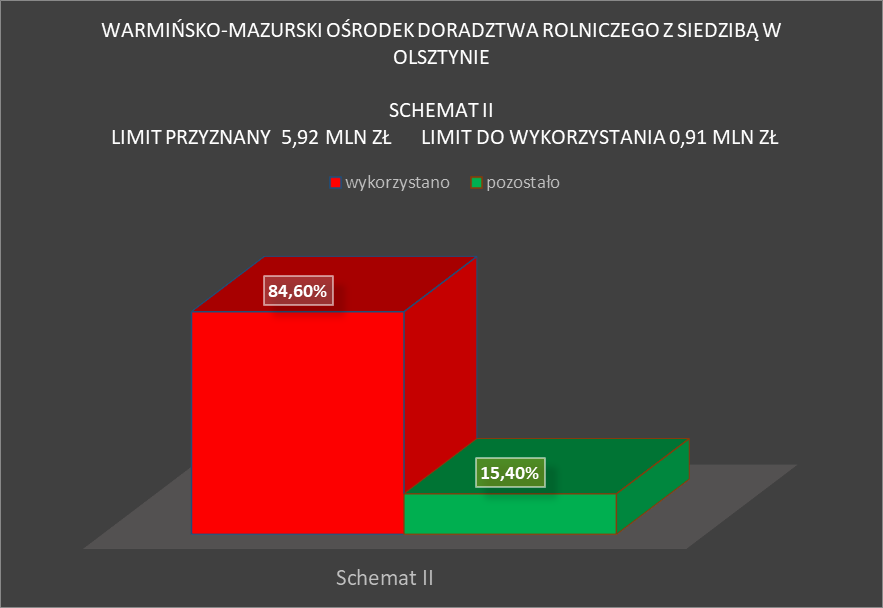 WARMIŃSKO-MAZURSKI OŚRODEK DORADZTWA ROLNICZEGO Z SIEDZIBĄ W
OLSZTYNIE
SCHEMAT II
LIMIT PRZYZNANY 5,92 MLN ZŁ LIMIT DO WYKORZYSTANIA 0,91 MLN ZŁ
wykorzystano pozostało
84,60%
15,40%
Schemat II